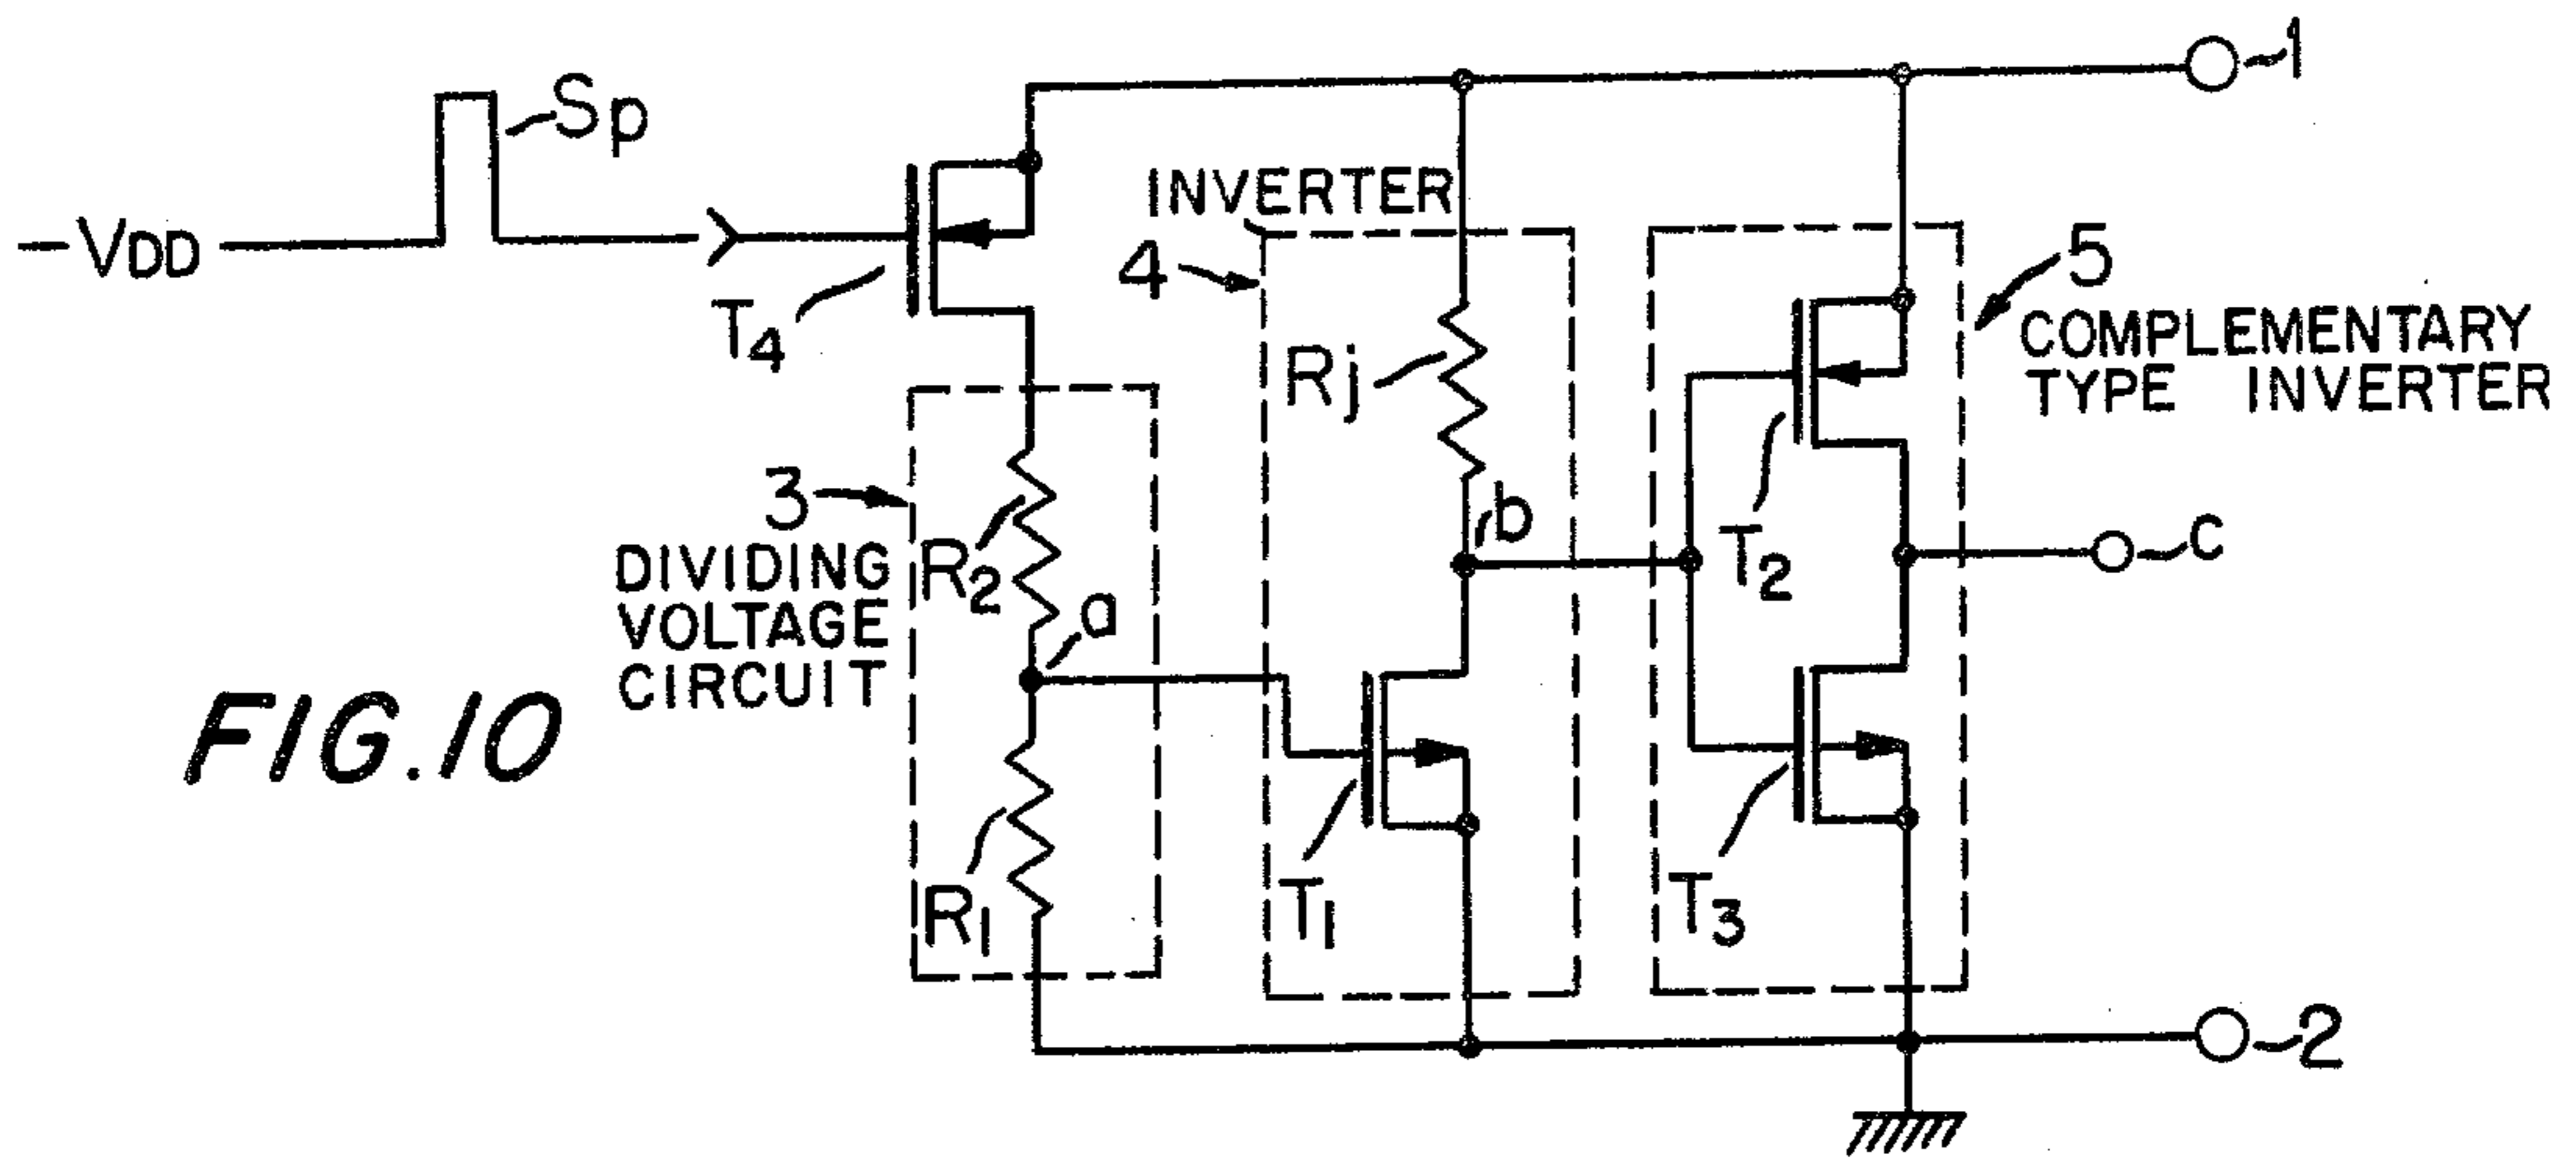 1
Sp
-VDD
INVERTER
4
T4
5
COMPLEMENTARY
TYPE INVERTER
Rj
3
DIVIDING
VOLTAGE
CIRCUIT
R2
b
T2
c
a
FIG.10
R1
T1
T3
2